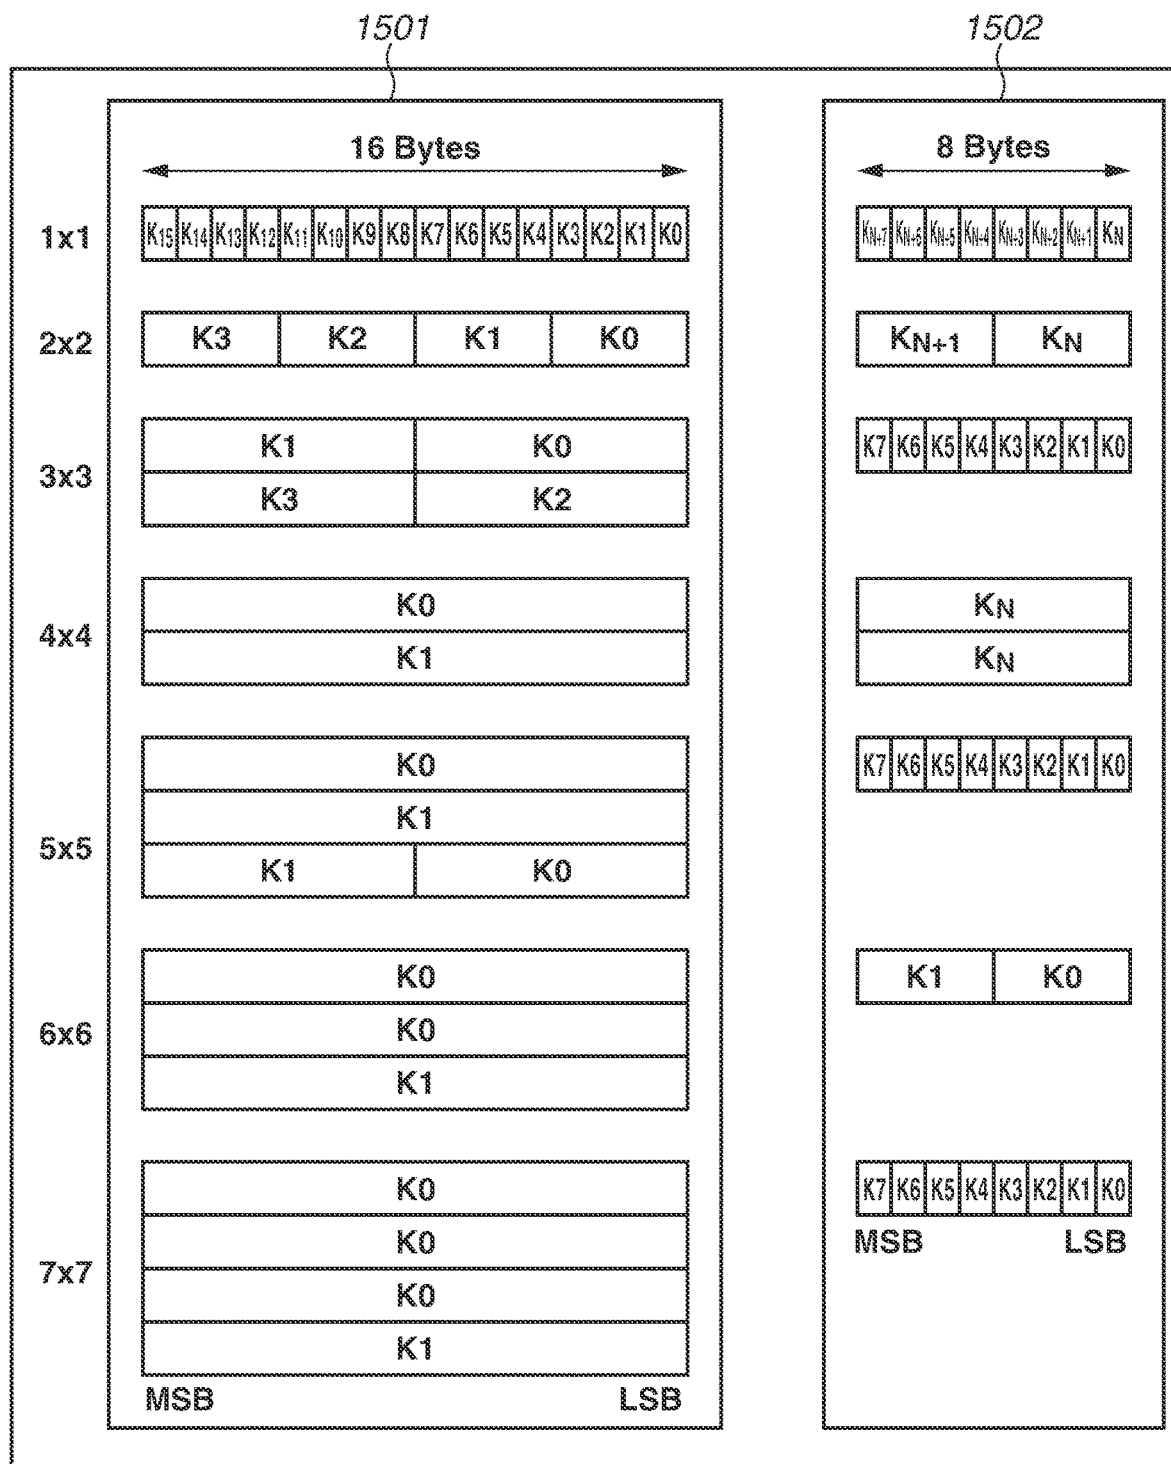 1501 1502
16 Bytes 8 Bytes
1x1 K15 K14 K13 K12 K11 K10 K9 K8 K7 K6 K5 K4 K3 K2 K1 K0 KN+7 KN+6 KN+5 KN+4 KN+3 KN+2 KN+1 KN
2x2 K3 K2 K1 K0 KN+1 KN
3x3
K1 K0 K7 K6 K5 K4 K3 K2 K1 K0
K3 K2
4x4
K0 KN
K1 KN
5x5
K0 K7 K6 K5 K4 K3 K2 K1 K0
K1
K1 K0
6x6
K0 K1 K0
K0
K1
7x7
K0 K7 K6 K5 K4 K3 K2 K1 K0
K0 MSB LSB
K0
K1
MSB LSB